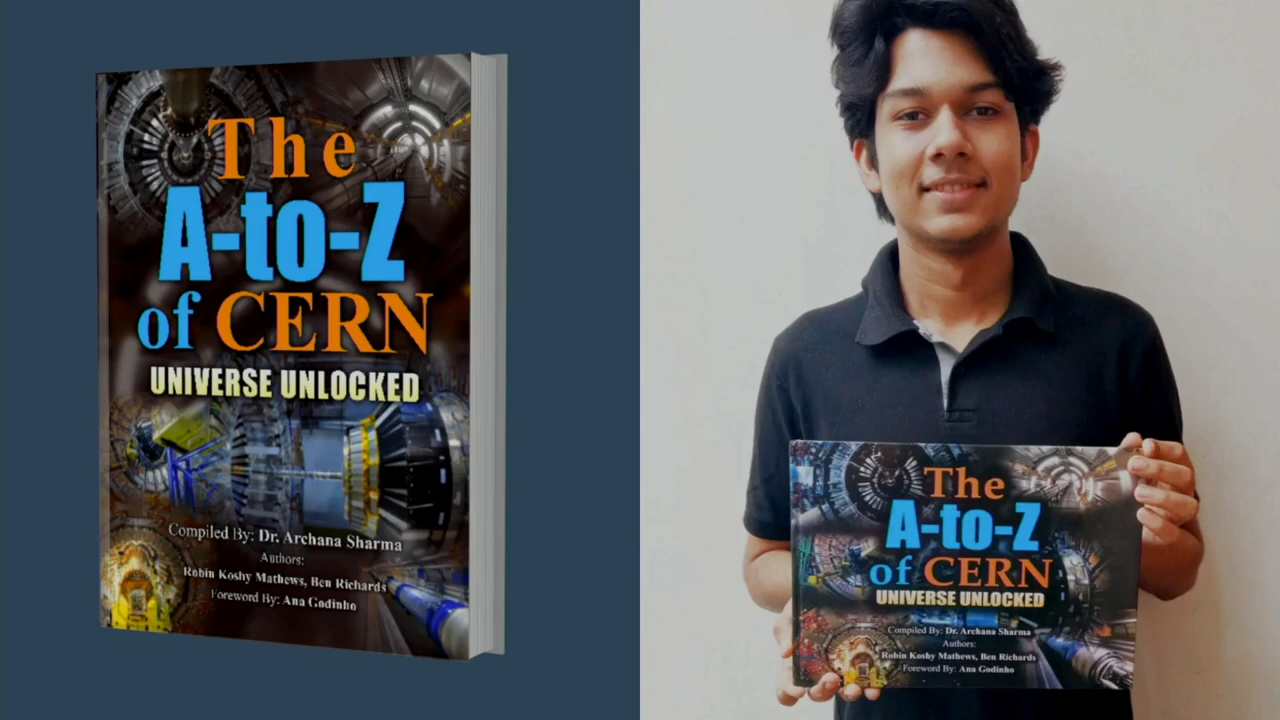 The
A-to-Z
of CERN
UNIVERSE UNLOCKED
Compiled By: Dr. Archana Sharma
Authors:
Robin Koshy Mathews, Ben Richards
Foreword By: Ana Godinho
The
A-to-Z
of CERN
UNIVERSE UNLOCKED
Compiled By: Dr. Archana Sharma
Authors:
Robin Koshy Mathews, Ben Richards
Foreword By: Ana Godinho